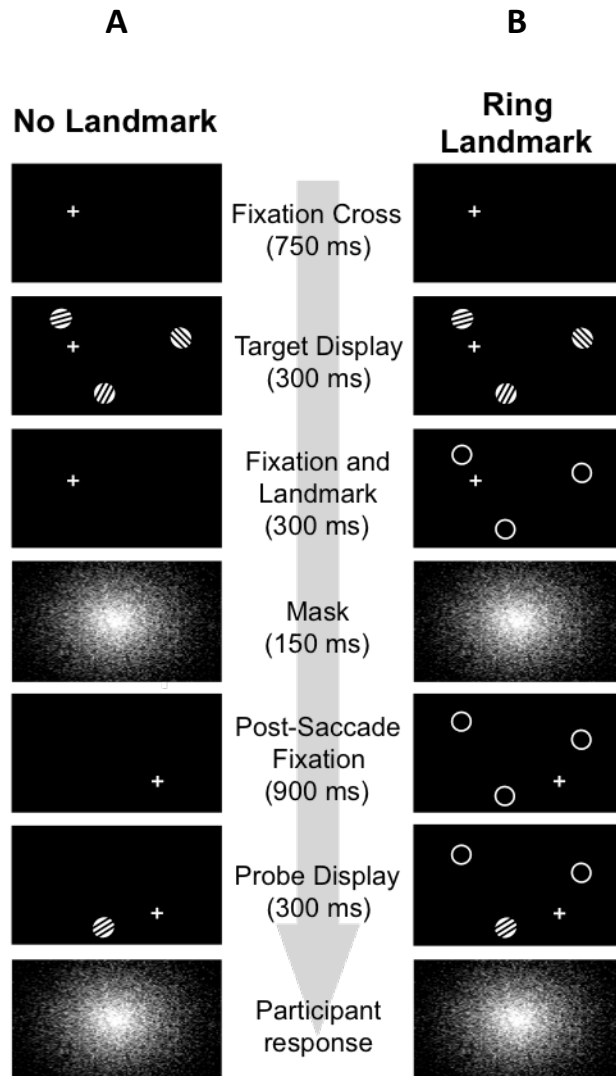 A
B
No Landmark
Ring
Landmark
Fixation Cross
(750 ms)
Target Display
(300 ms)
Fixation and
Landmark
(300 ms)
Mask
(150 ms)
Post-Saccade
Fixation
(900 ms)
Probe Display
(300 ms)
Participant
response